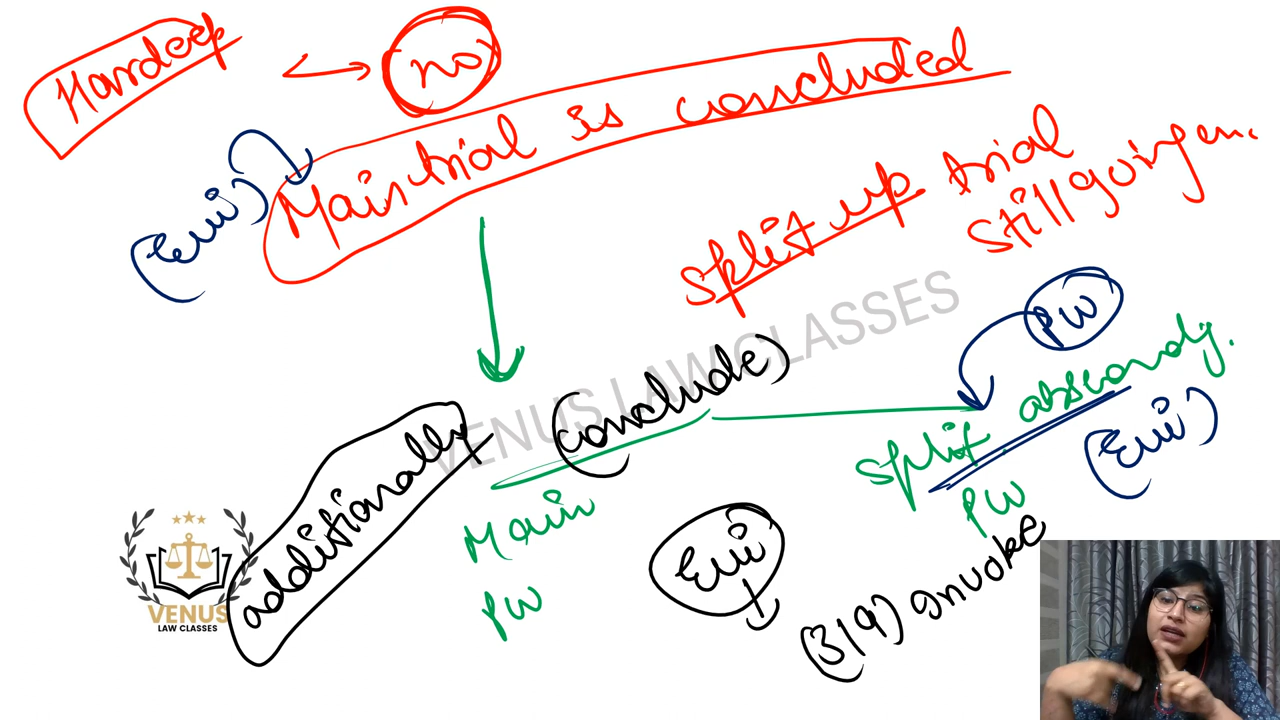 Hardeep
no
Main trial is concluded
(Evi)
split up trial
still going on.
VENUS LAW CLASSES
PW
(conclude)
split absconding.
(Evi)
additionally
Main
PW
PW
Evi
(319) invoke
VENUS
LAW CLASSES